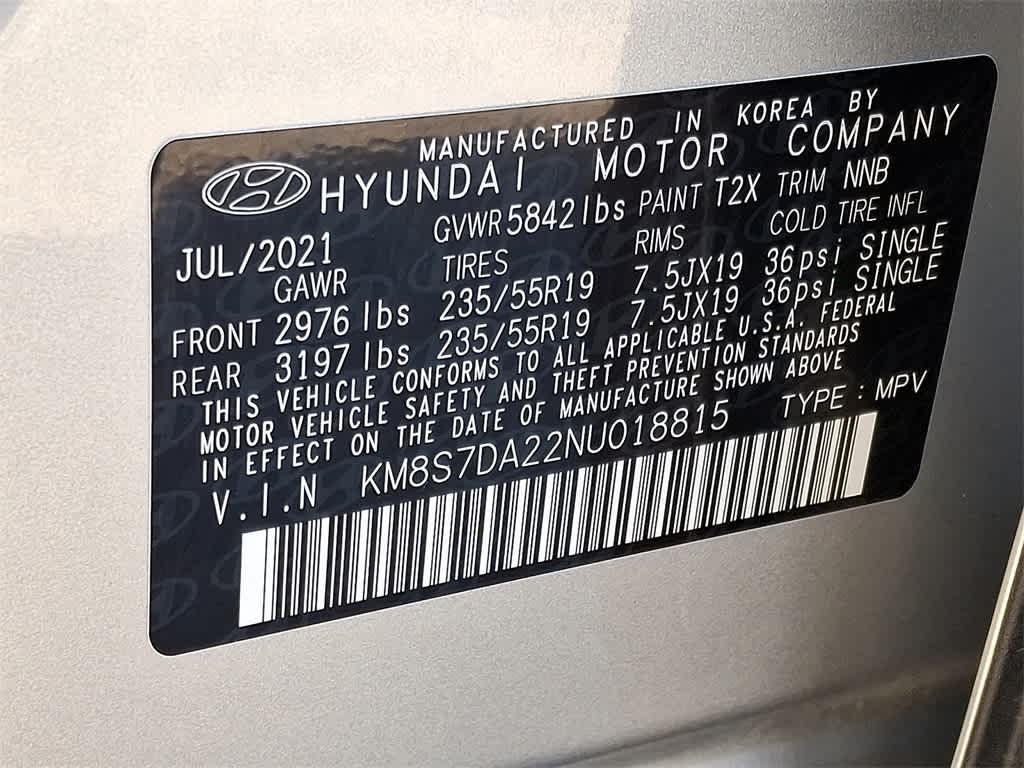 MANUFACTURED IN KOREA BY
HYUNDAI MOTOR COMPANY
JUL/2021 GVWR 5842lbs PAINT T2X TRIM NNB
GAWR TIRES RIMS COLD TIRE INFL
FRONT 2976 lbs 235/55R19 7.5JX19 36psi SINGLE
REAR 3197 lbs 235/55R19 7.5JX19 36psi SINGLE
THIS VEHICLE CONFORMS TO ALL APPLICABLE U.S.A. FEDERAL
MOTOR VEHICLE SAFETY AND THEFT PREVENTION STANDARDS
IN EFFECT ON THE DATE OF MANUFACTURE SHOWN ABOVE
V.I.N KM8S7DA22NU018815 TYPE : MPV